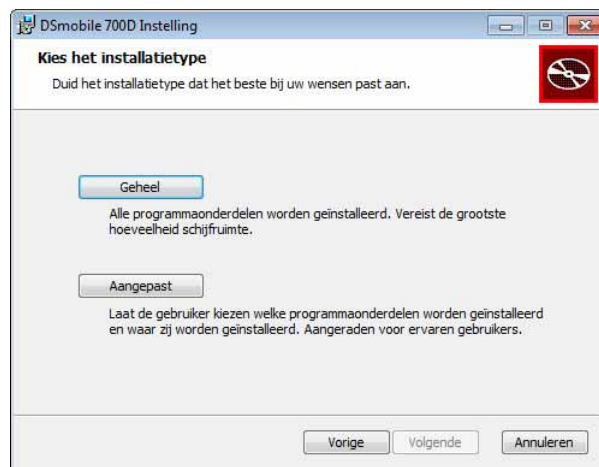 DSmobile 700D Instelling
Kies het installatietype
Duid het installatietype dat het beste bij uw wensen past aan.
Geheel
Alle programmaonderdelen worden geïnstalleerd. Vereist de grootste
hoeveelheid schijfruimte.
Aangepast
Laat de gebruiker kiezen welke programmaonderdelen worden geïnstalleerd
en waar zij worden geïnstalleerd. Aangeraden voor ervaren gebruikers.
Vorige
Volgende
Annuleren